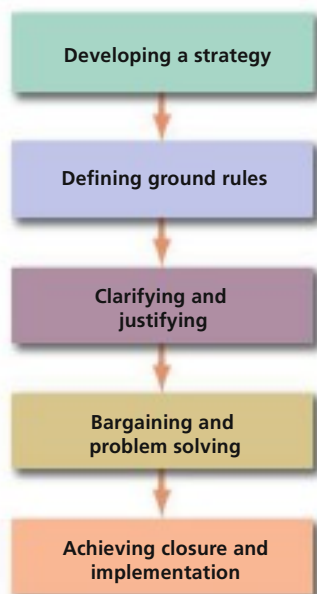 Developing a strategy
Defining ground rules
Clarifying and
justifying
Bargaining and
problem solving
Achieving closure and
implementation